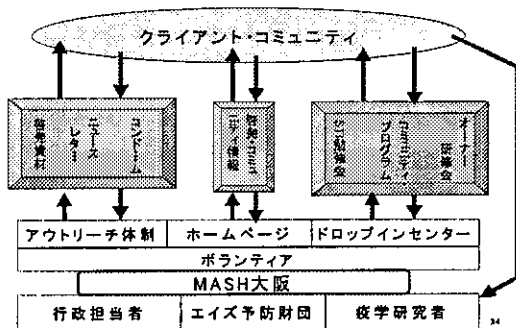 クライアント・コミュニティ
コンドーム
ニュース
レター
啓発資材
啓発・コミュ
ニティ情報
オーナー
研修会
コミュニティ・
プログラム
STI勉強会
アウトリーチ体制
ホームページ
ドロップインセンター
ボランティア
MASH大阪
行政担当者
エイズ予防財団
疫学研究者